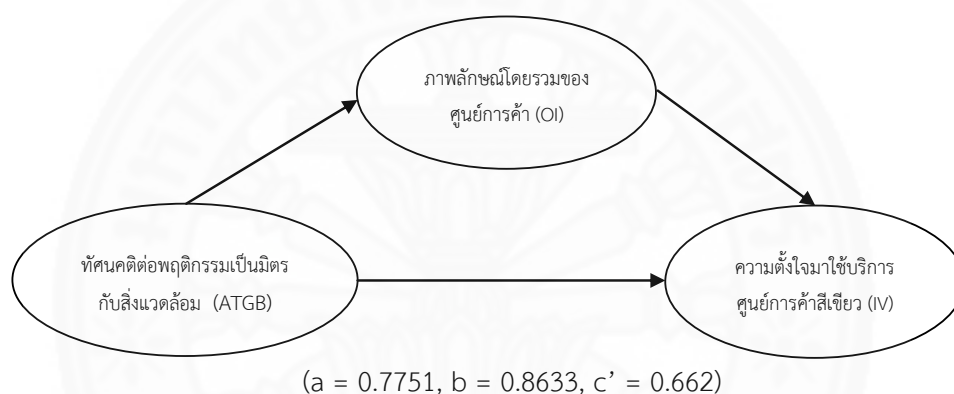 ภาพลักษณ์โดยรวมของ
ศูนย์การค้า (OI)
ทัศนคติต่อพฤติกรรมเป็นมิตร
กับสิ่งแวดล้อม (ATGB)
ความตั้งใจมาใช้บริการ
ศูนย์การค้าสีเขียว (IV)
(a = 0.7751, b = 0.8633, c’ = 0.662)